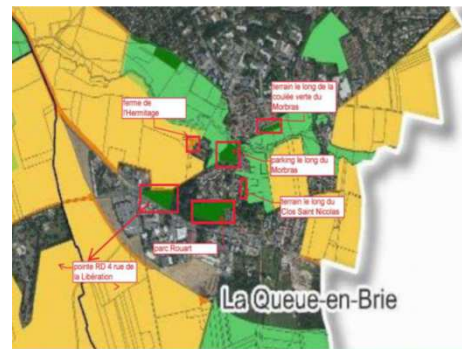 terrain le long de la
coulée verte du
Morbras
ferme de
l'Hermitage
parking le long du
Morbras
terrain le long du
Clos Saint Nicolas
parc Rouart
pointe RD 4 rue de
la Libération
La Queue-en-Brie